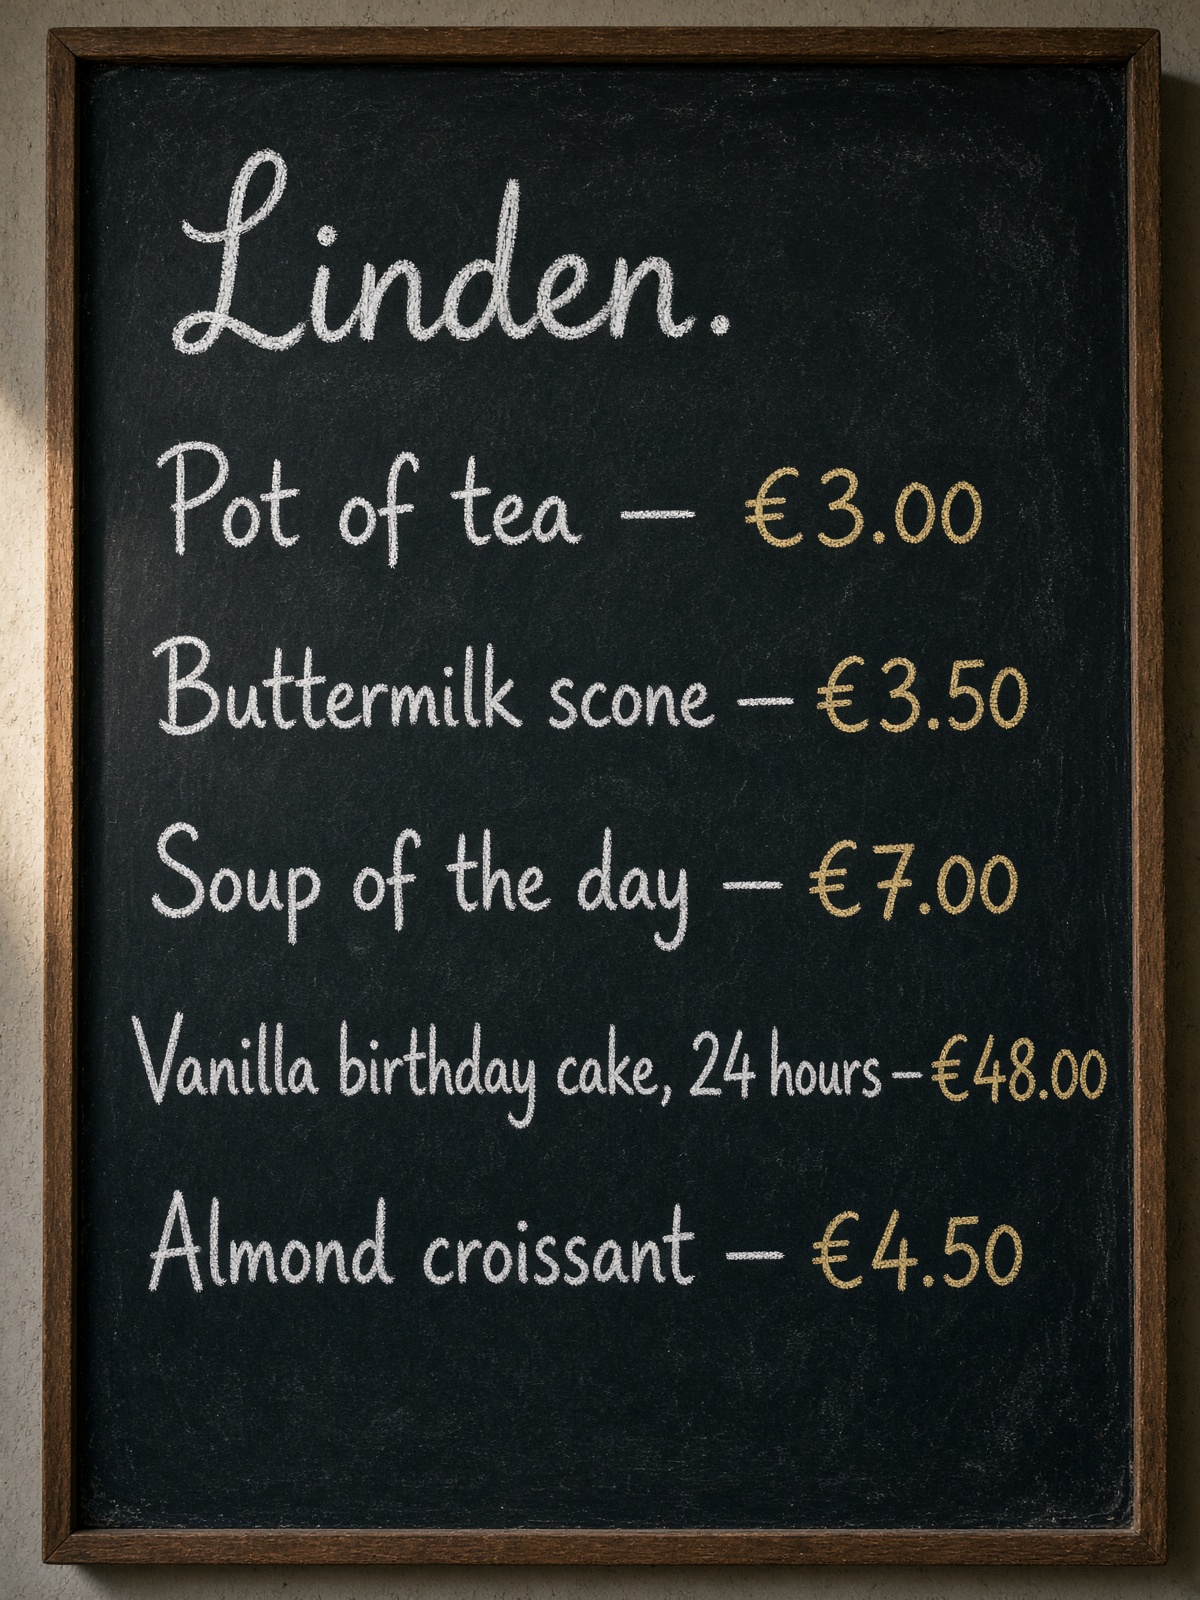 Linden.
Pot of tea — €3.00
Buttermilk scone — €3.50
Soup of the day — €7.00
Vanilla birthday cake, 24 hours – €48.00
Almond croissant — €4.50